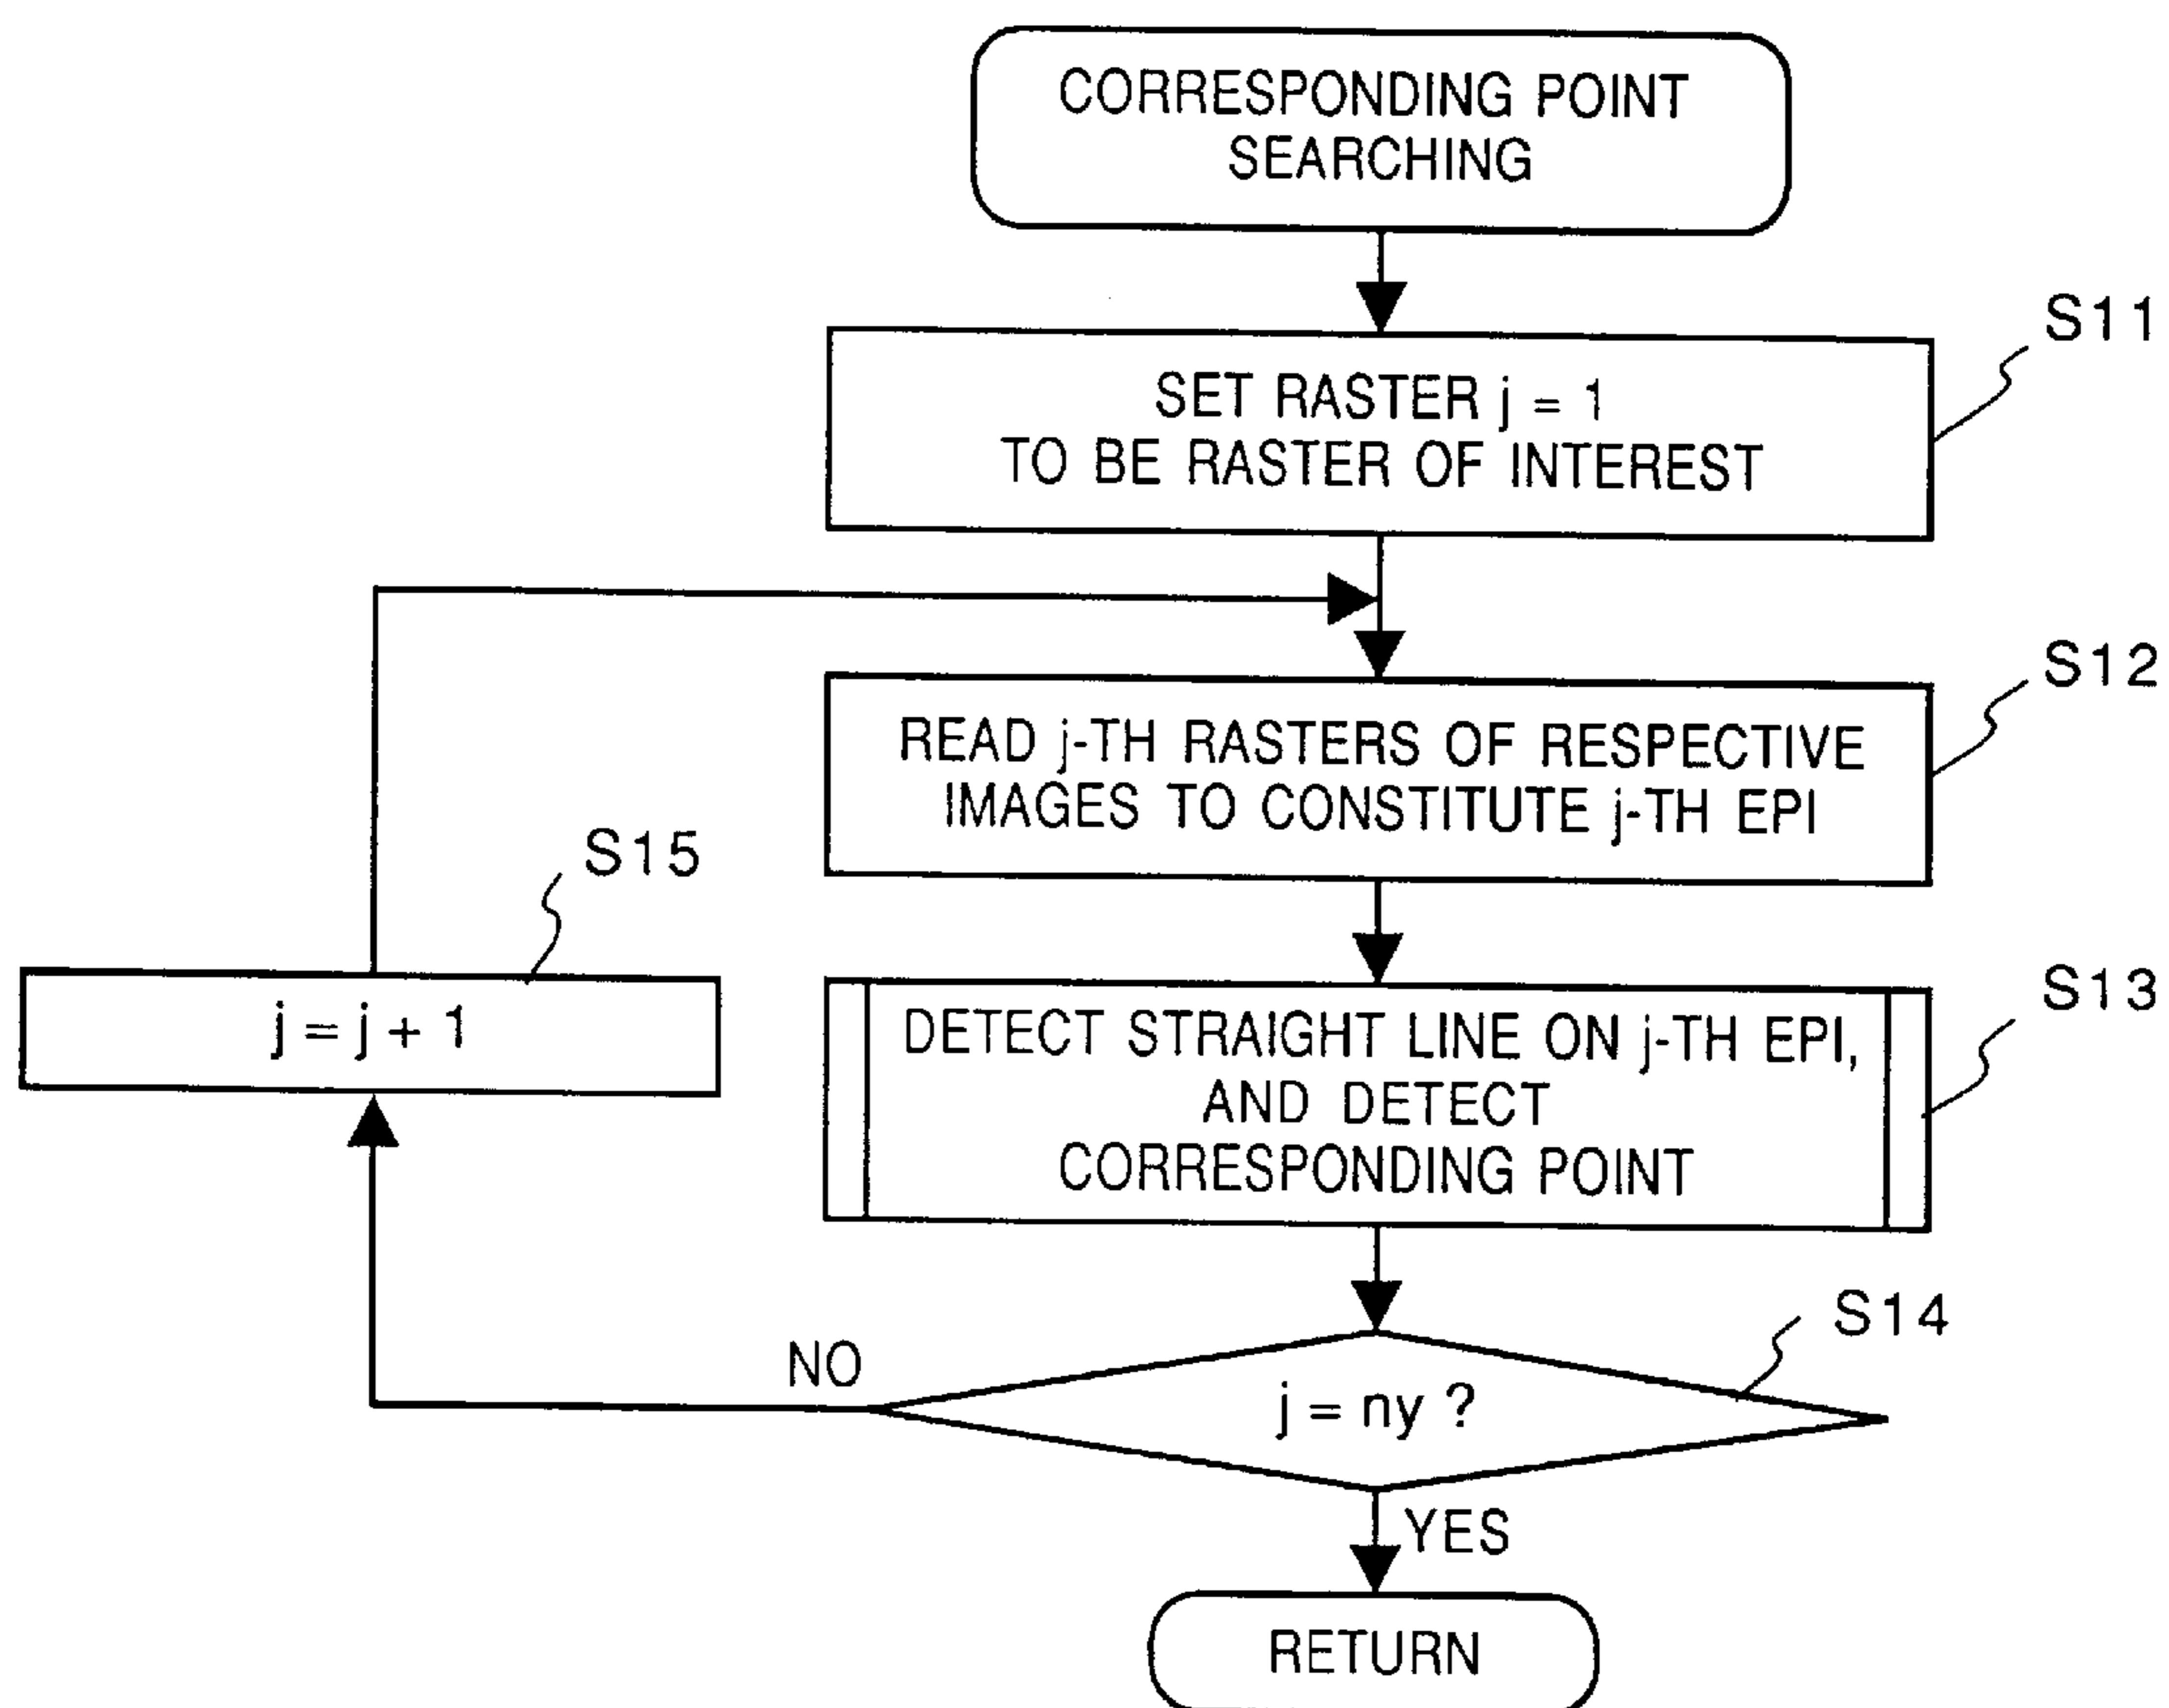 CORRESPONDING POINT
SEARCHING
S11
SET RASTER j = 1
TO BE RASTER OF INTEREST
S12
READ j-TH RASTERS OF RESPECTIVE
IMAGES TO CONSTITUTE j-TH EPI
S15
j = j + 1
S13
DETECT STRAIGHT LINE ON j-TH EPI,
AND DETECT
CORRESPONDING POINT
S14
NO
j = ny ?
YES
RETURN